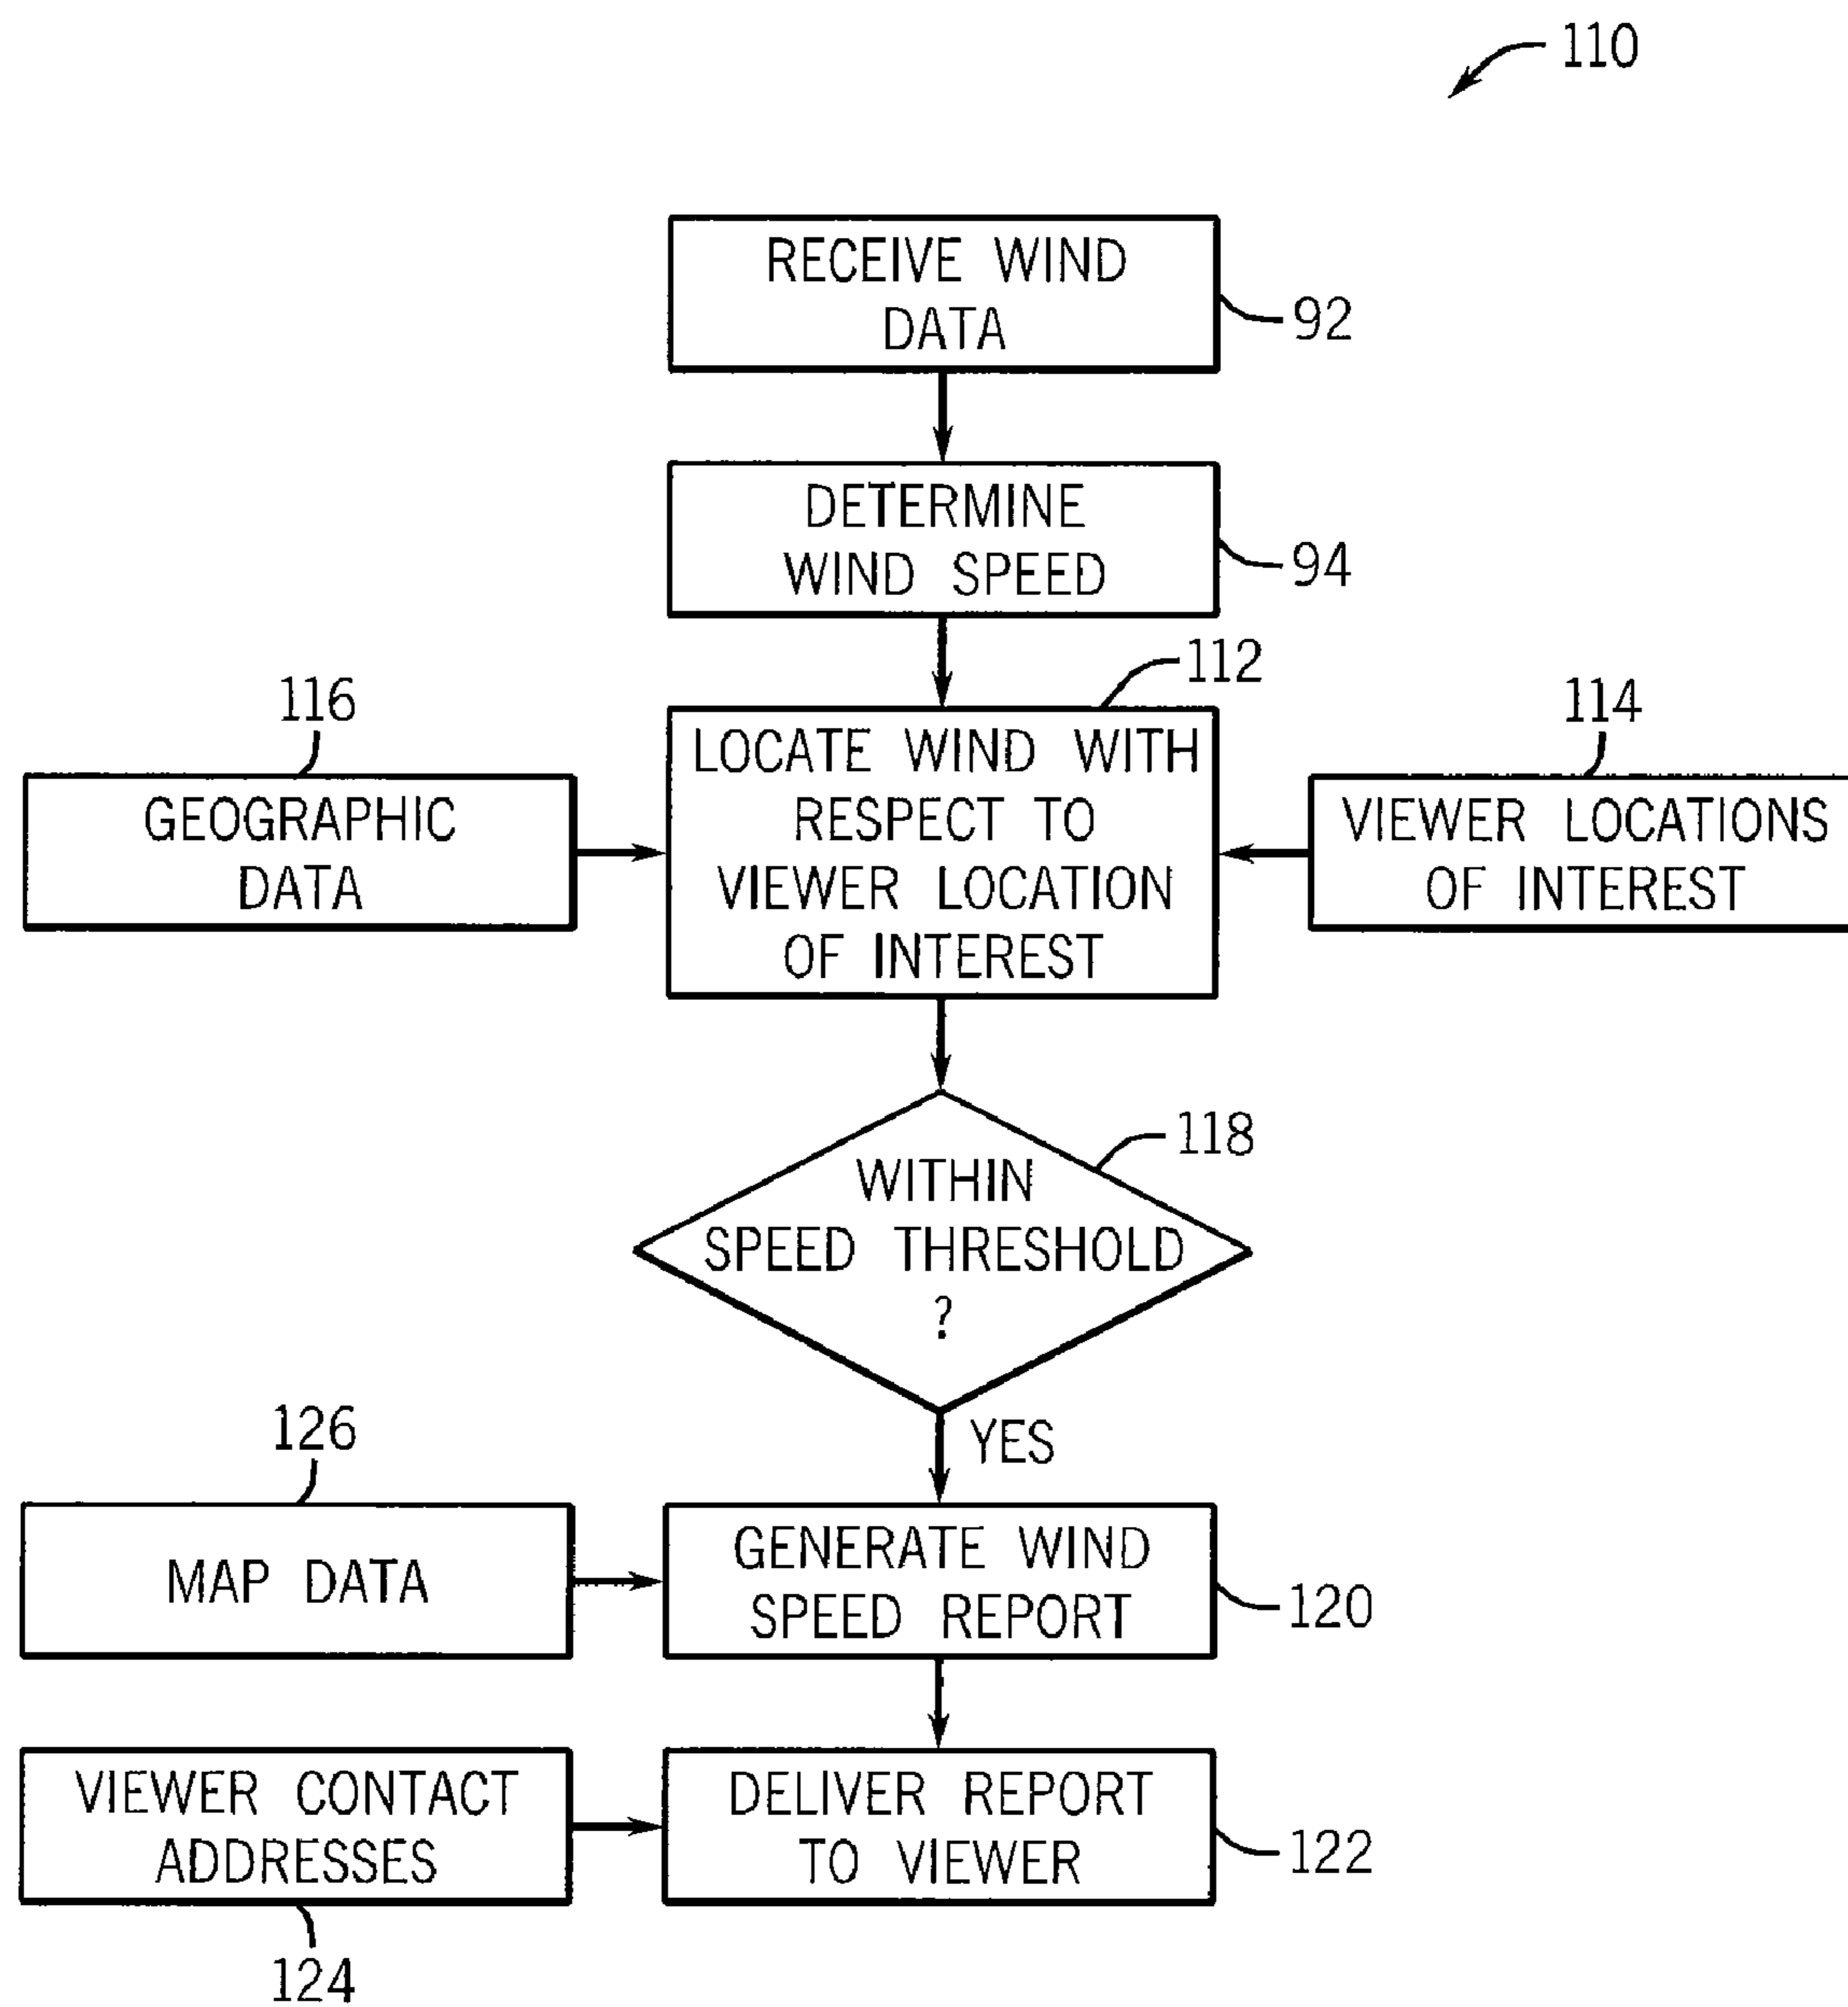 110
RECEIVE WIND
DATA
92
DETERMINE
WIND SPEED
94
112
116
114
LOCATE WIND WITH
RESPECT TO
VIEWER LOCATION
OF INTEREST
GEOGRAPHIC
DATA
VIEWER LOCATIONS
OF INTEREST
118
WITHIN
SPEED THRESHOLD
?
YES
126
MAP DATA
GENERATE WIND
SPEED REPORT
120
VIEWER CONTACT
ADDRESSES
DELIVER REPORT
TO VIEWER
122
124